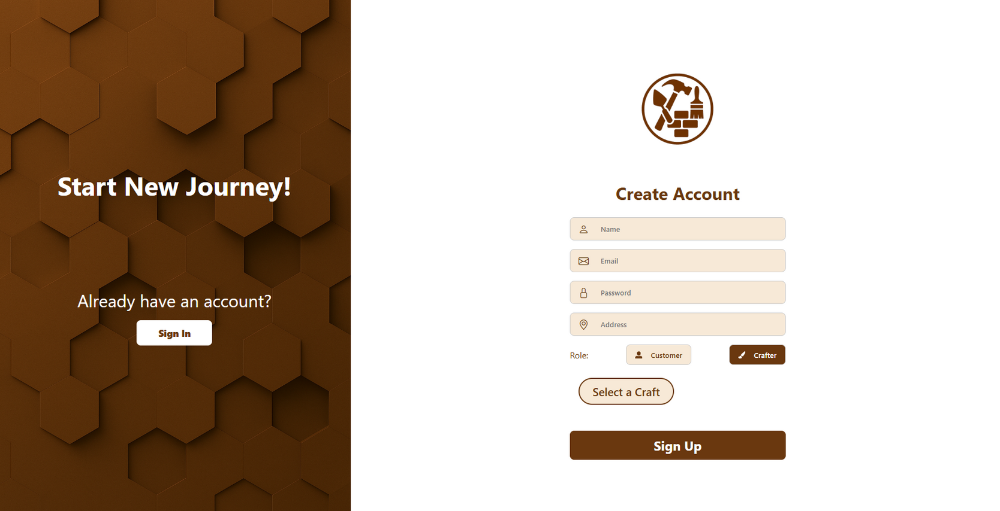 Start New Journey!
Already have an account?
Sign In
Create Account
Name
Email
Password
Address
Role:
Customer
Crafter
Select a Craft
Sign Up